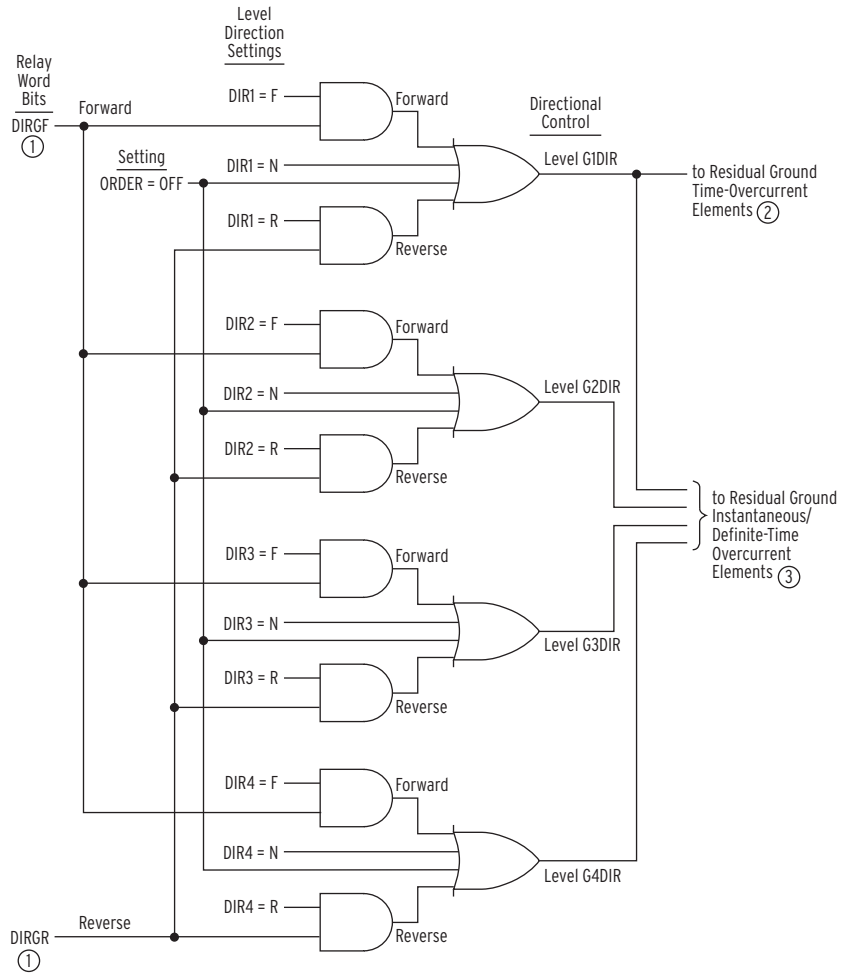 Level
Direction
Settings
Relay
Word
Bits
DIRGF
①
Forward
Setting
ORDER = OFF
DIR1 = F
Forward
DIR1 = N
DIR1 = R
Reverse
Directional
Control
Level G1DIR
to Residual Ground
Time-Overcurrent
Elements ②
DIR2 = F
Forward
DIR2 = N
Level G2DIR
DIR2 = R
Reverse
to Residual Ground
Instantaneous/
Definite-Time
Overcurrent
Elements ③
DIR3 = F
Forward
DIR3 = N
Level G3DIR
DIR3 = R
Reverse
DIR4 = F
Forward
DIR4 = N
Level G4DIR
DIR4 = R
Reverse
DIRGR
①
Reverse